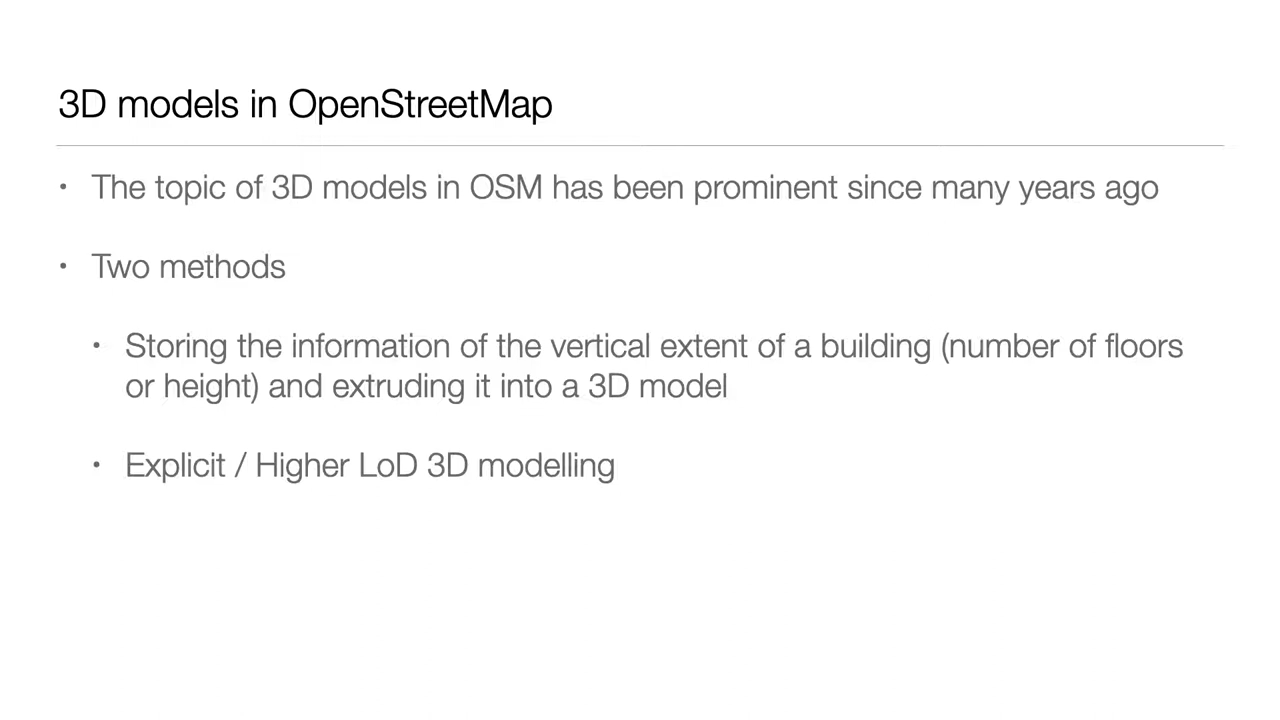 3D models in OpenStreetMap
• The topic of 3D models in OSM has been prominent since many years ago
• Two methods
• Storing the information of the vertical extent of a building (number of floors
or height) and extruding it into a 3D model
• Explicit / Higher LoD 3D modelling